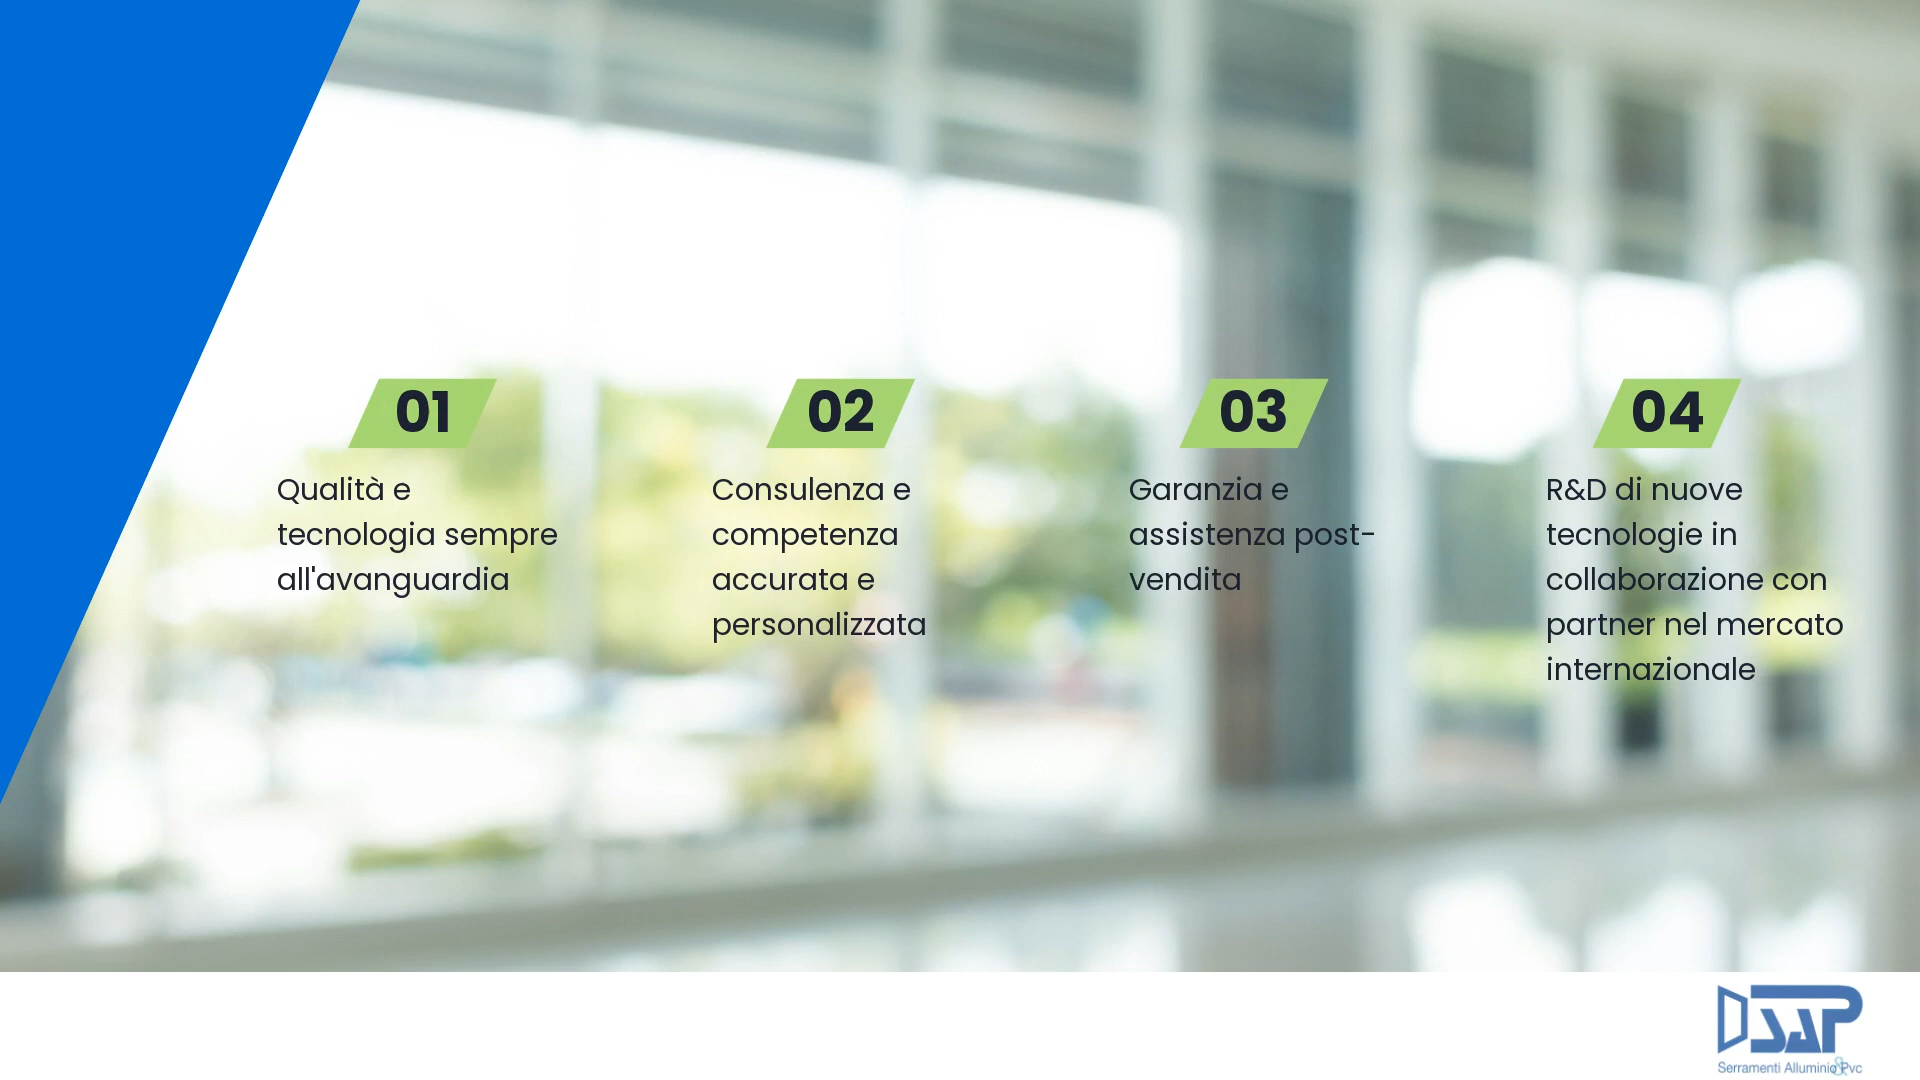 01
Qualità e
tecnologia sempre
all'avanguardia
02
Consulenza e
competenza
accurata e
personalizzata
03
Garanzia e
assistenza post-
vendita
04
R&D di nuove
tecnologie in
collaborazione con
partner nel mercato
internazionale
SAP
Serramenti Alluminio & Pvc